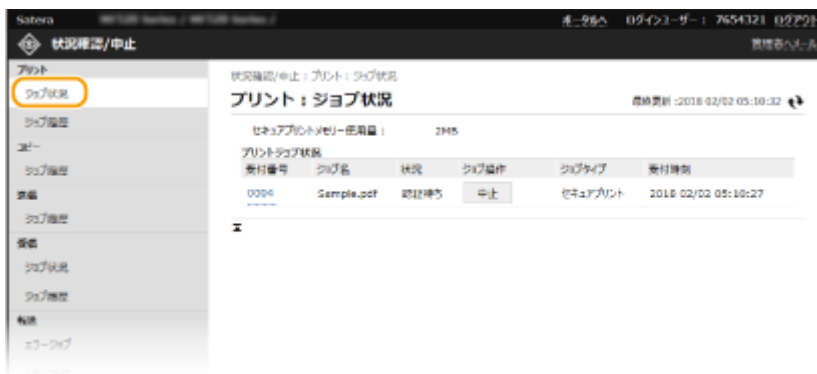 Satera
ポータルへ ログインユーザー : 7654321 ログアウト
状況確認/中止
管理者へメール
プリント
ジョブ状況
ジョブ履歴
コピー
ジョブ履歴
送信
ジョブ履歴
受信
ジョブ状況
ジョブ履歴
転送
エラージョブ
状況確認/中止 : プリント : ジョブ状況
プリント : ジョブ状況
最終更新 :2018 02/02 05:10:32
セキュアプリントメモリー使用量 : 2MB
プリントジョブ状況
受付番号 ジョブ名 状況 ジョブ操作 ジョブタイプ 受付時刻
0004 Sample.pdf 認証待ち 中止 セキュアプリント 2018 02/02 05:10:27